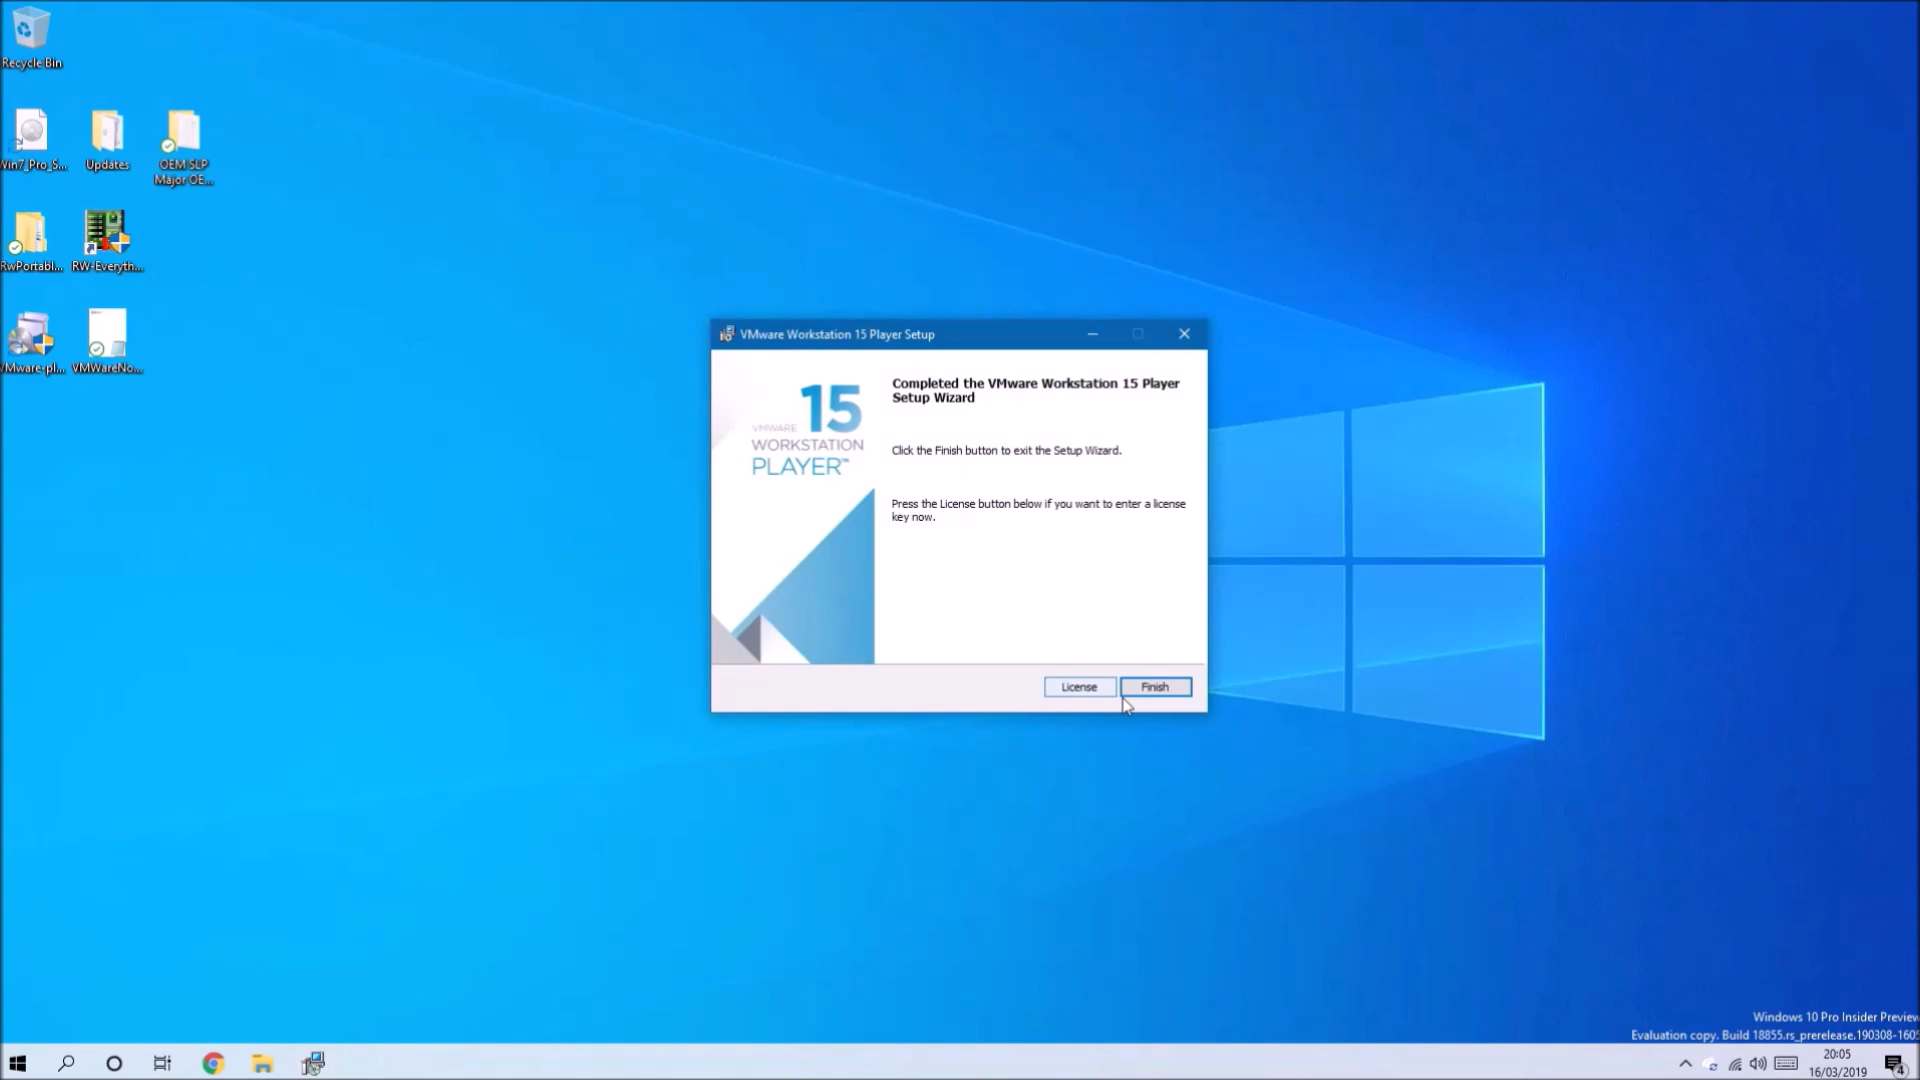 Recycle Bin
Win7_Pro_S...
Updates
OEM SLP
Major OE...
RwPortabl...
RW-Everyth...
VMware-pl...
VMWareNo...
VMware Workstation 15 Player Setup
15
VMWARE
WORKSTATION
PLAYER™
Completed the VMware Workstation 15 Player
Setup Wizard
Click the Finish button to exit the Setup Wizard.
Press the License button below if you want to enter a license
key now.
License
Finish
Windows 10 Pro Insider Preview
Evaluation copy. Build 18855.rs_prerelease.190308-160
20:05
16/03/2019
4